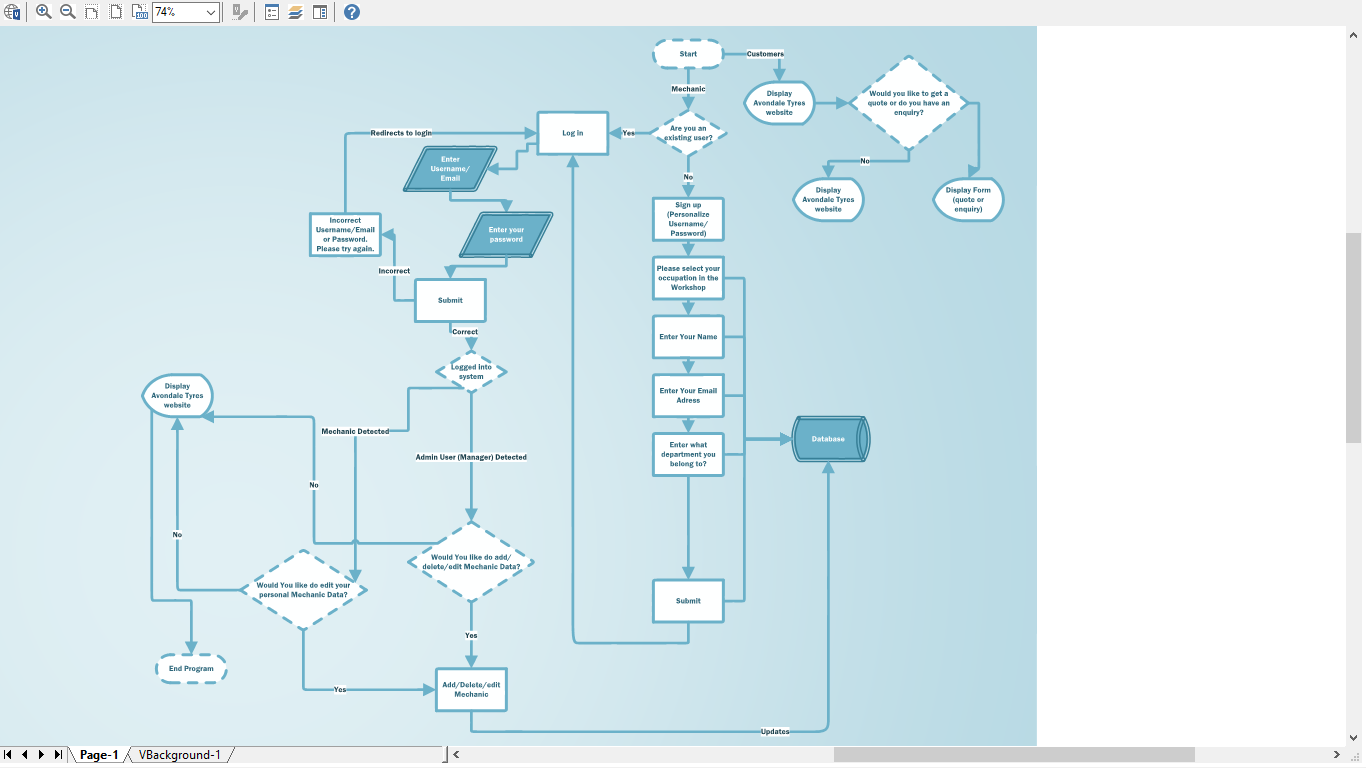 74%
Start
Customers
Mechanic
Display
Avondale Tyres
website
Would you like to get a
quote or do you have an
enquiry?
Redirects to login
Log in
Yes
Are you an
existing user?
Enter
Username/
Email
No
No
Display
Avondale Tyres
website
Display Form
(quote or
enquiry)
Sign up
(Personalize
Username/
Password)
Incorrect
Username/Email
or Password.
Please try again.
Enter your
password
Incorrect
Please select your
occupation in the
Workshop
Submit
Correct
Enter Your Name
Logged into
system
Display
Avondale Tyres
website
Enter Your Email
Adress
Mechanic Detected
Database
Enter what
department you
belong to?
Admin User (Manager) Detected
No
No
Would You like do add/
delete/edit Mechanic Data?
Would You like do edit your
personal Mechanic Data?
Submit
Yes
End Program
Yes
Add/Delete/edit
Mechanic
Updates
Page-1
VBackground-1